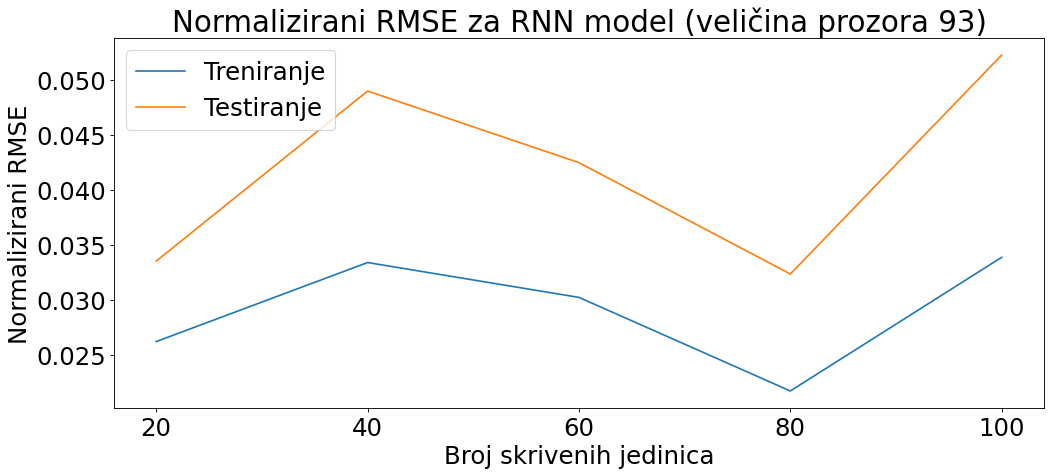 Normalizirani RMSE za RNN model (veličina prozora 93)
Treniranje
Testiranje
Normalizirani RMSE
0.050
0.045
0.040
0.035
0.030
0.025
20 40 60 80 100
Broj skrivenih jedinica